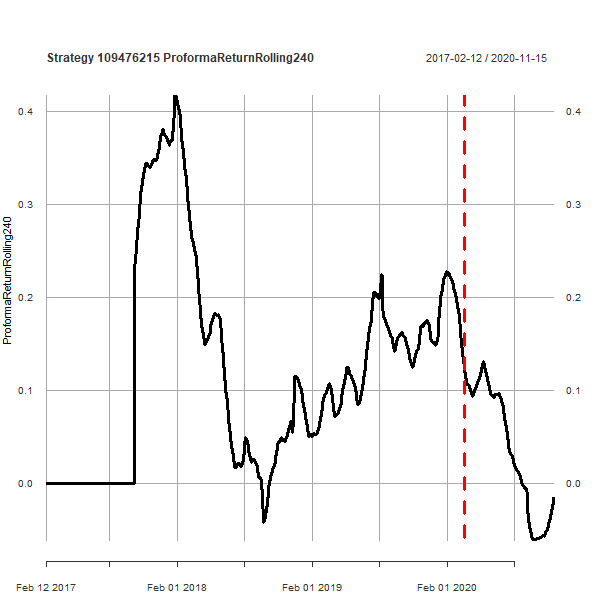 Strategy 109476215 ProformaReturnRolling240
2017-02-12 / 2020-11-15
ProformaReturnRolling240
0.4 0.4
0.3 0.3
0.2 0.2
0.1 0.1
0.0 0.0
Feb 12 2017 Feb 01 2018 Feb 01 2019 Feb 01 2020